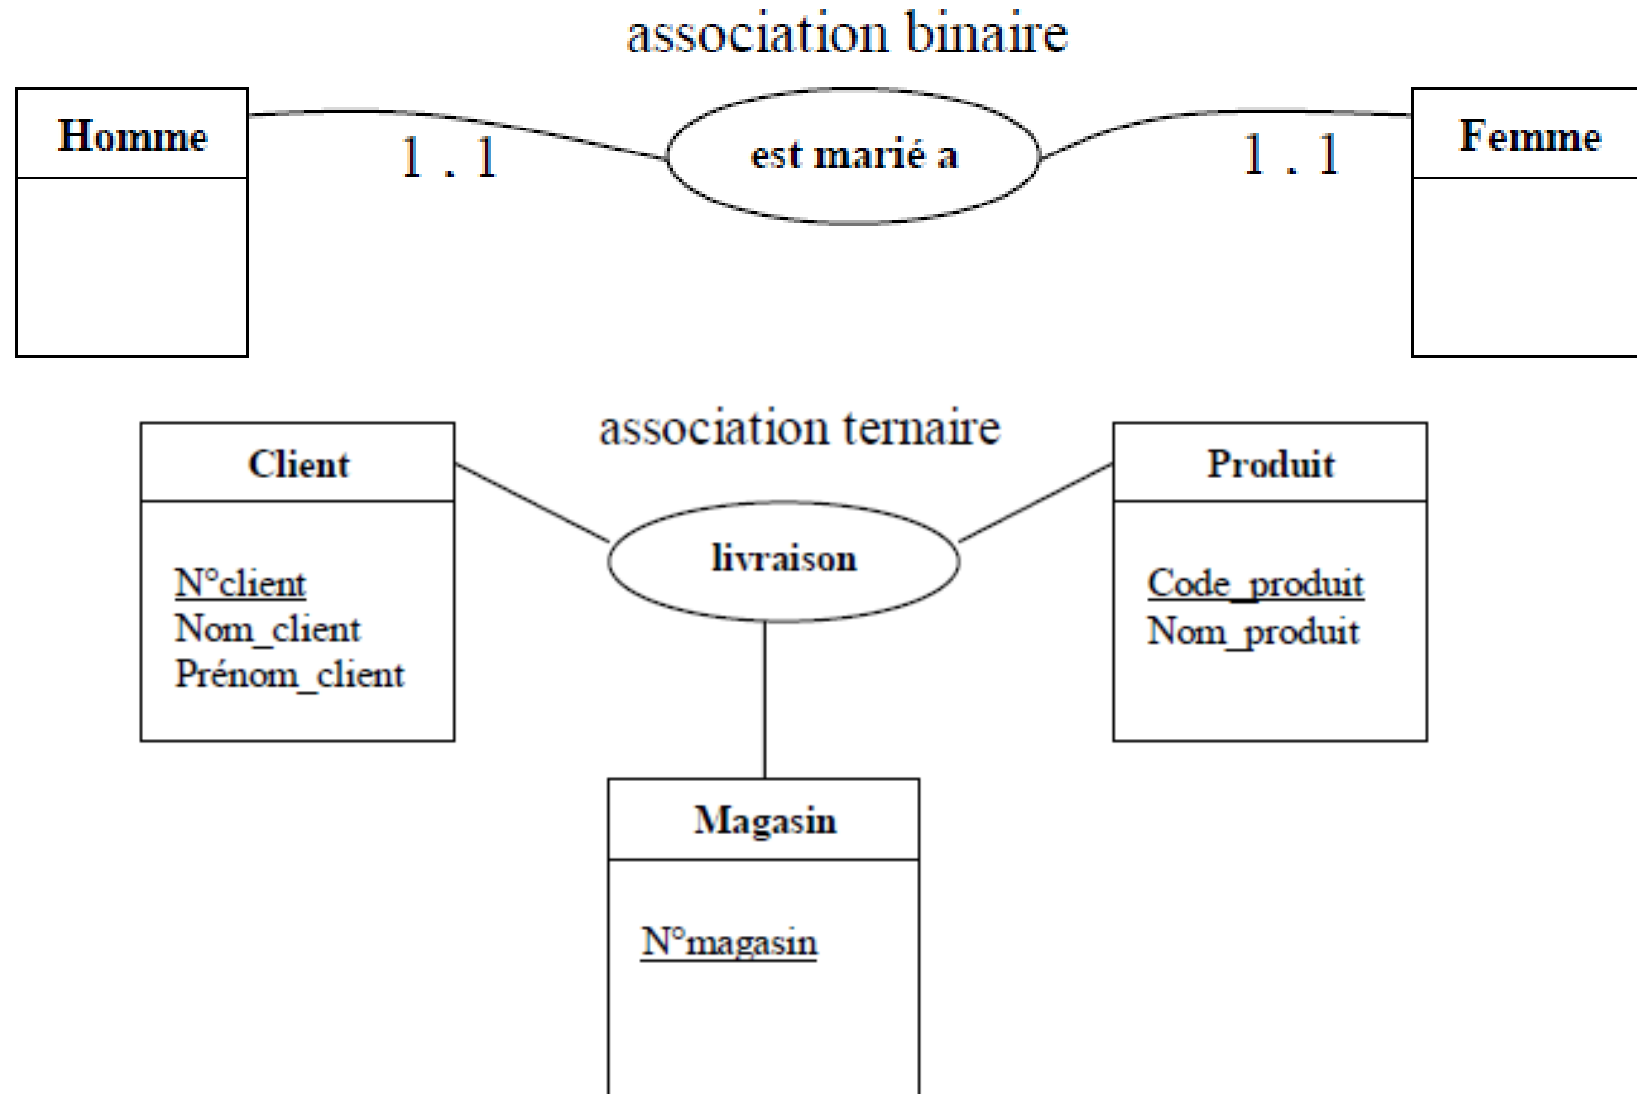 association binaire
Homme
1 . 1
est marié a
1 . 1
Femme
association ternaire
Client
N°client
Nom_client
Prénom_client
livraison
Produit
Code_produit
Nom_produit
Magasin
N°magasin